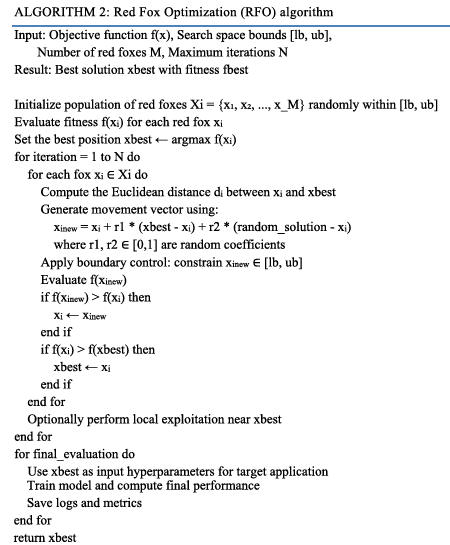 ALGORITHM 2: Red Fox Optimization (RFO) algorithm
Input: Objective function f(x), Search space bounds [lb, ub],
Number of red foxes M, Maximum iterations N
Result: Best solution xbest with fitness fbest
Initialize population of red foxes Xi = {x₁, x₂, ..., x_M} randomly within [lb, ub]
Evaluate fitness f(xᵢ) for each red fox xᵢ
Set the best position xbest ← argmax f(xᵢ)
for iteration = 1 to N do
for each fox xᵢ ∈ Xi do
Compute the Euclidean distance dᵢ between xᵢ and xbest
Generate movement vector using:
xᵢₙₑw = xᵢ + r1 * (xbest - xᵢ) + r2 * (random_solution - xᵢ)
where r1, r2 ∈ [0,1] are random coefficients
Apply boundary control: constrain xᵢₙₑw ∈ [lb, ub]
Evaluate f(xᵢₙₑw)
if f(xᵢₙₑw) > f(xᵢ) then
xᵢ ← xᵢₙₑw
end if
if f(xᵢ) > f(xbest) then
xbest ← xᵢ
end if
end for
Optionally perform local exploitation near xbest
end for
for final_evaluation do
Use xbest as input hyperparameters for target application
Train model and compute final performance
Save logs and metrics
end for
return xbest